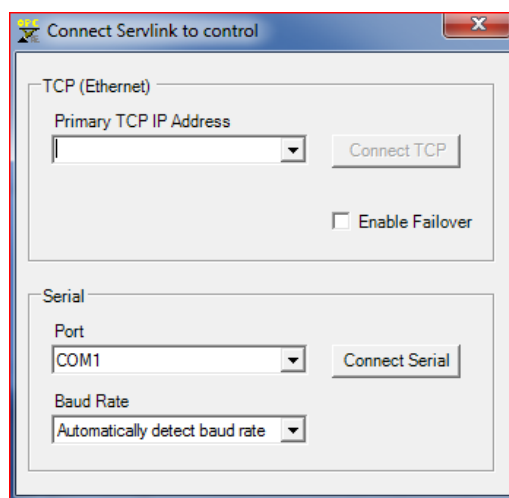 OPC
Connect Servlink to control
TCP (Ethernet)
Primary TCP IP Address
Connect TCP
Enable Failover
Serial
Port
COM1
Connect Serial
Baud Rate
Automatically detect baud rate